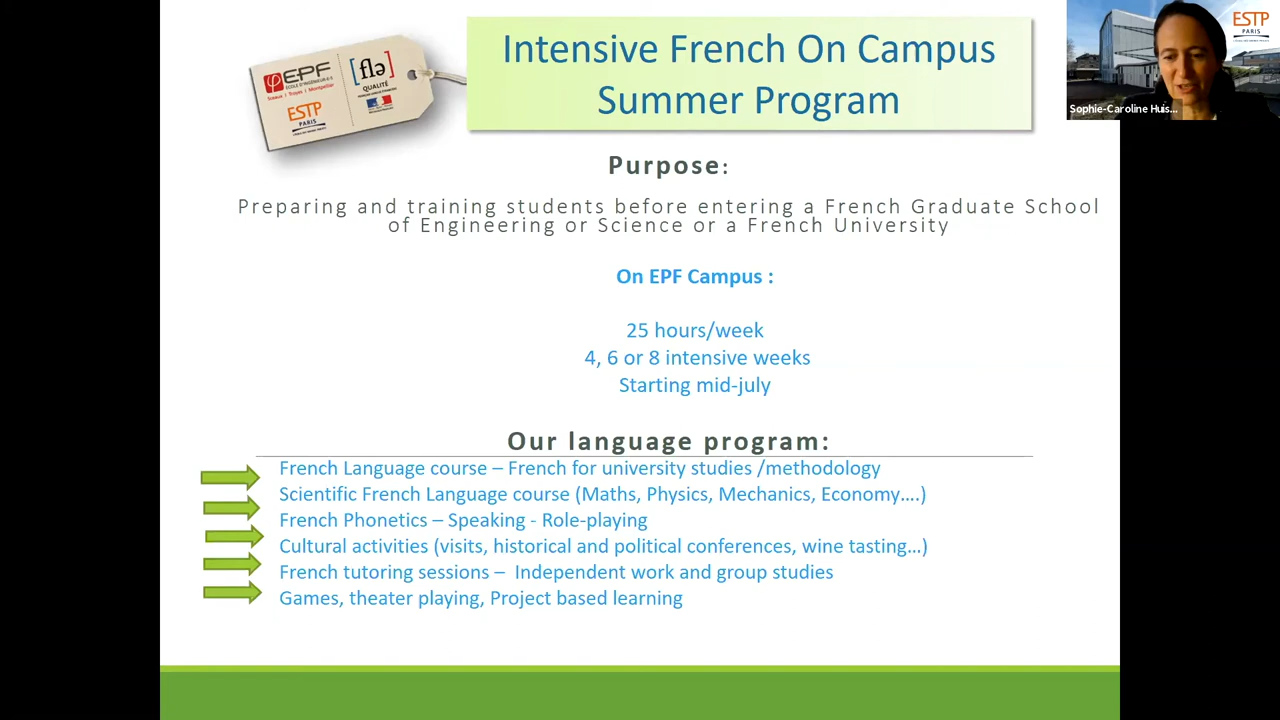 Intensive French On Campus
Summer Program
EPF
ÉCOLE D'INGÉNIEUR·E·S
Sceaux | Troyes | Montpellier
[flə]
QUALITÉ
ESTP
PARIS
ESTP
PARIS
Sophie-Caroline Huis...
Purpose:
Preparing and training students before entering a French Graduate School
of Engineering or Science or a French University
On EPF Campus :
25 hours/week
4, 6 or 8 intensive weeks
Starting mid-july
Our language program:
French Language course – French for university studies /methodology
Scientific French Language course (Maths, Physics, Mechanics, Economy....)
French Phonetics – Speaking - Role-playing
Cultural activities (visits, historical and political conferences, wine tasting…)
French tutoring sessions –  Independent work and group studies
Games, theater playing, Project based learning